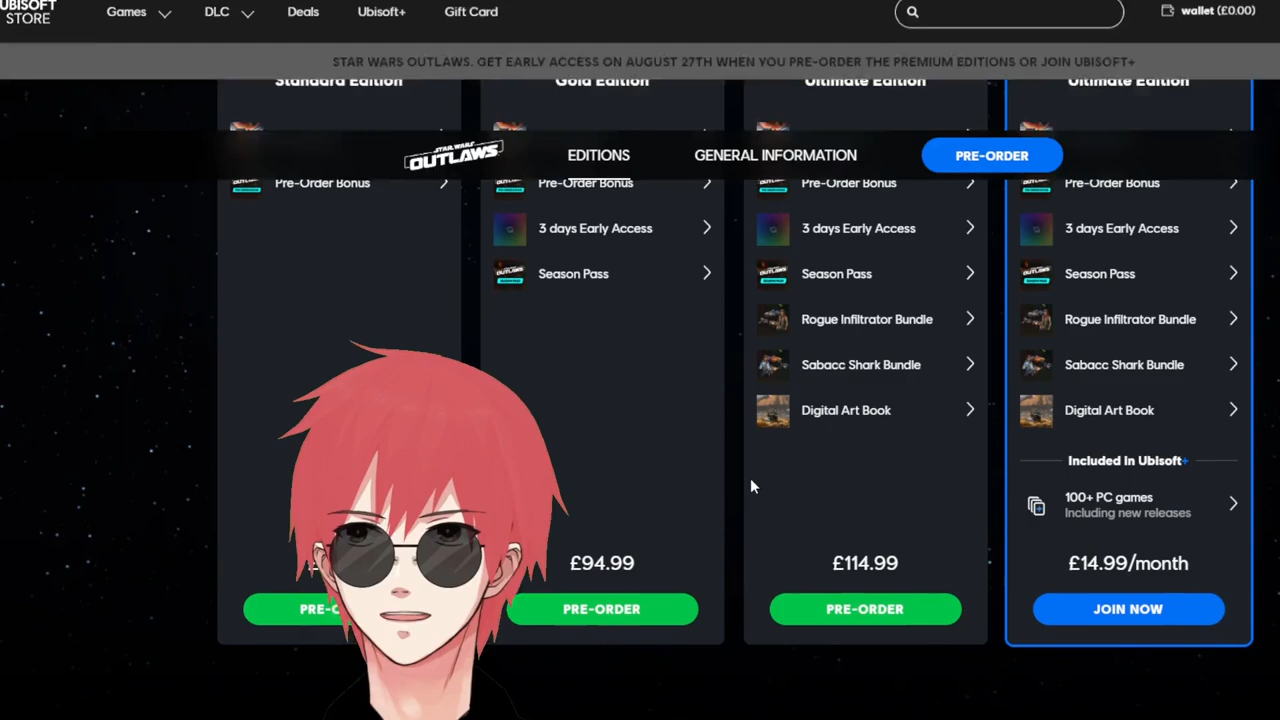 UBISOFT
STORE
Games
DLC
Deals
Ubisoft+
Gift Card
wallet (£0.00)
STAR WARS OUTLAWS. GET EARLY ACCESS ON AUGUST 27TH WHEN YOU PRE-ORDER THE PREMIUM EDITIONS OR JOIN UBISOFT+
Standard Edition
Gold Edition
Ultimate Edition
Ultimate Edition
STAR WARS
OUTLAWS
EDITIONS
GENERAL INFORMATION
PRE-ORDER
Pre-Order Bonus
Pre-Order Bonus
3 days Early Access
Season Pass
£94.99
PRE-ORDER
Pre-Order Bonus
3 days Early Access
Season Pass
Rogue Infiltrator Bundle
Sabacc Shark Bundle
Digital Art Book
£114.99
PRE-ORDER
Pre-Order Bonus
3 days Early Access
Season Pass
Rogue Infiltrator Bundle
Sabacc Shark Bundle
Digital Art Book
Included In Ubisoft+
100+ PC games
Including new releases
£14.99/month
JOIN NOW